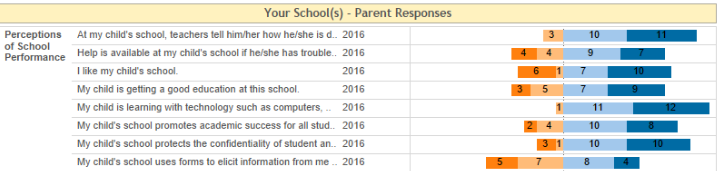 Your School(s) - Parent Responses
Perceptions of School Performance
At my child's school, teachers tell him/her how he/she is d.. 2016 3 10 11
Help is available at my child's school if he/she has trouble.. 2016 4 4 9 7
I like my child's school. 2016 6 1 7 10
My child is getting a good education at this school. 2016 3 5 7 9
My child is learning with technology such as computers, .. 2016 1 11 12
My child's school promotes academic success for all stud.. 2016 2 4 10 8
My child's school protects the confidentiality of student an.. 2016 3 1 10 10
My child's school uses forms to elicit information from me .. 2016 5 7 8 4